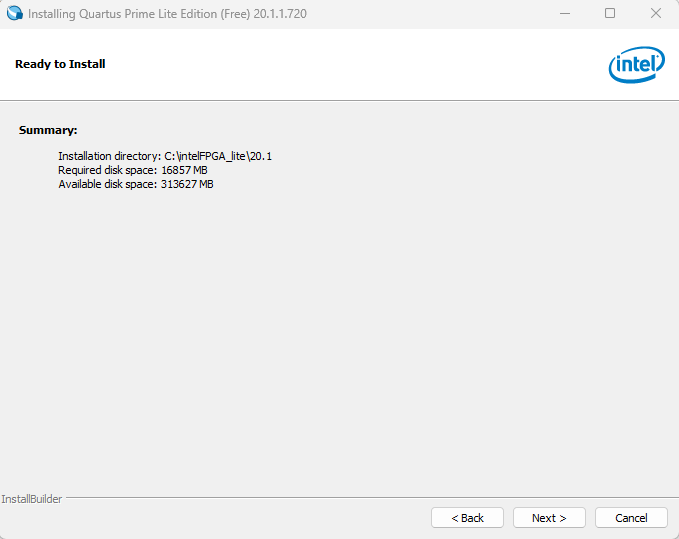 Installing Quartus Prime Lite Edition (Free) 20.1.1.720
Ready to Install
intel
Summary:
Installation directory: C:\intelFPGA_lite\20.1
Required disk space: 16857 MB
Available disk space: 313627 MB
InstallBuilder
< Back
Next >
Cancel